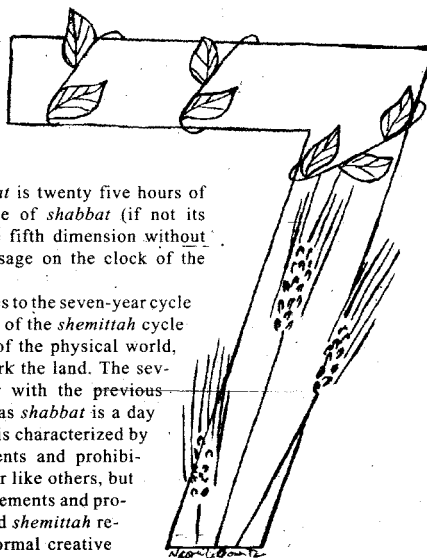 at is twenty five hours of
e of shabbat (if not its
fifth dimension without
sage on the clock of the
es to the seven-year cycle
of the shemittah cycle
of the physical world,
rk the land. The sev-
with the previous
as shabbat is a day
is characterized by
ents and prohibi-
r like others, but
ements and pro-
d shemittah re-
ormal creative